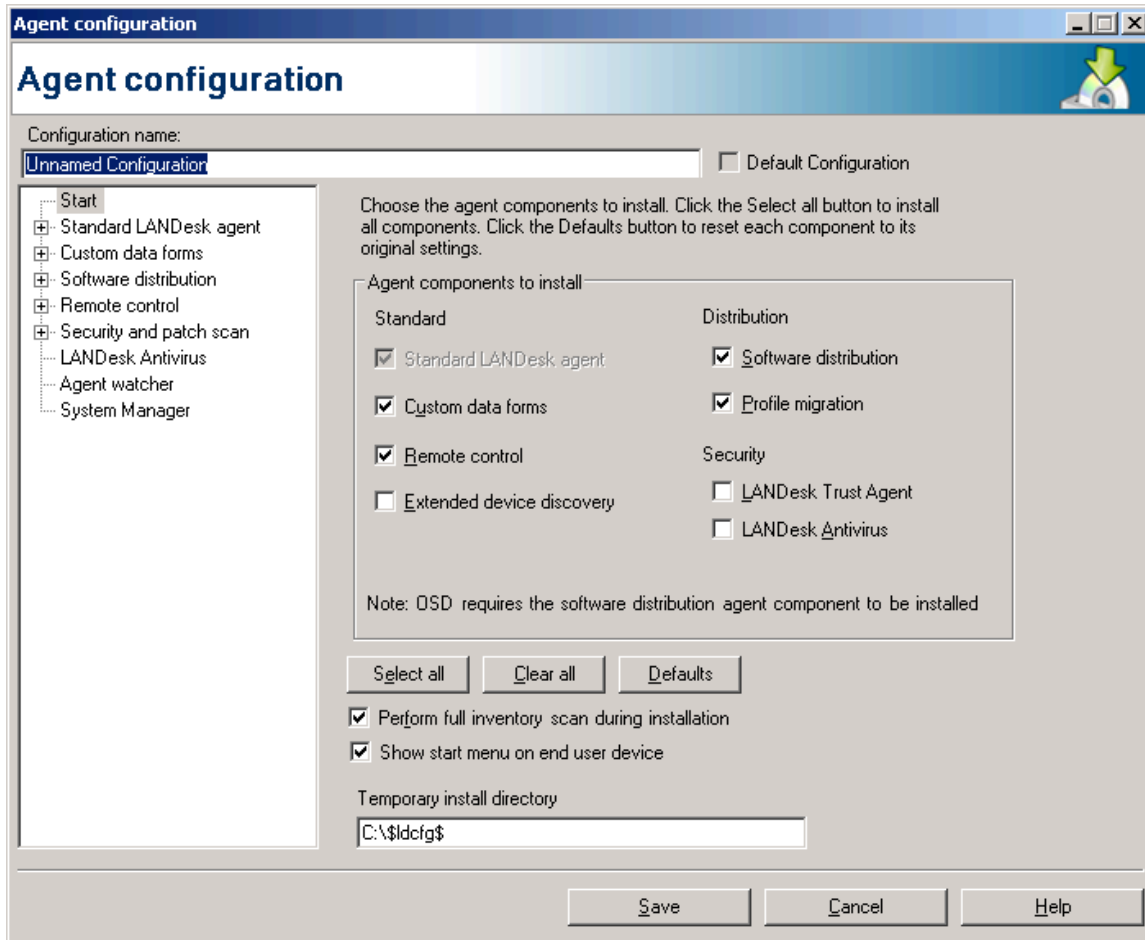 Agent configuration
Agent configuration
Configuration name:
Unnamed Configuration
Default Configuration
Start
Standard LANDesk agent
Custom data forms
Software distribution
Remote control
Security and patch scan
LANDesk Antivirus
Agent watcher
System Manager
Choose the agent components to install. Click the Select all button to install
all components. Click the Defaults button to reset each component to its
original settings.
Agent components to install
Standard
Standard LANDesk agent
Custom data forms
Remote control
Extended device discovery
Distribution
Software distribution
Profile migration
Security
LANDesk Trust Agent
LANDesk Antivirus
Note: OSD requires the software distribution agent component to be installed
Select all
Clear all
Defaults
Perform full inventory scan during installation
Show start menu on end user device
Temporary install directory
C:\$ldcfg$
Save
Cancel
Help